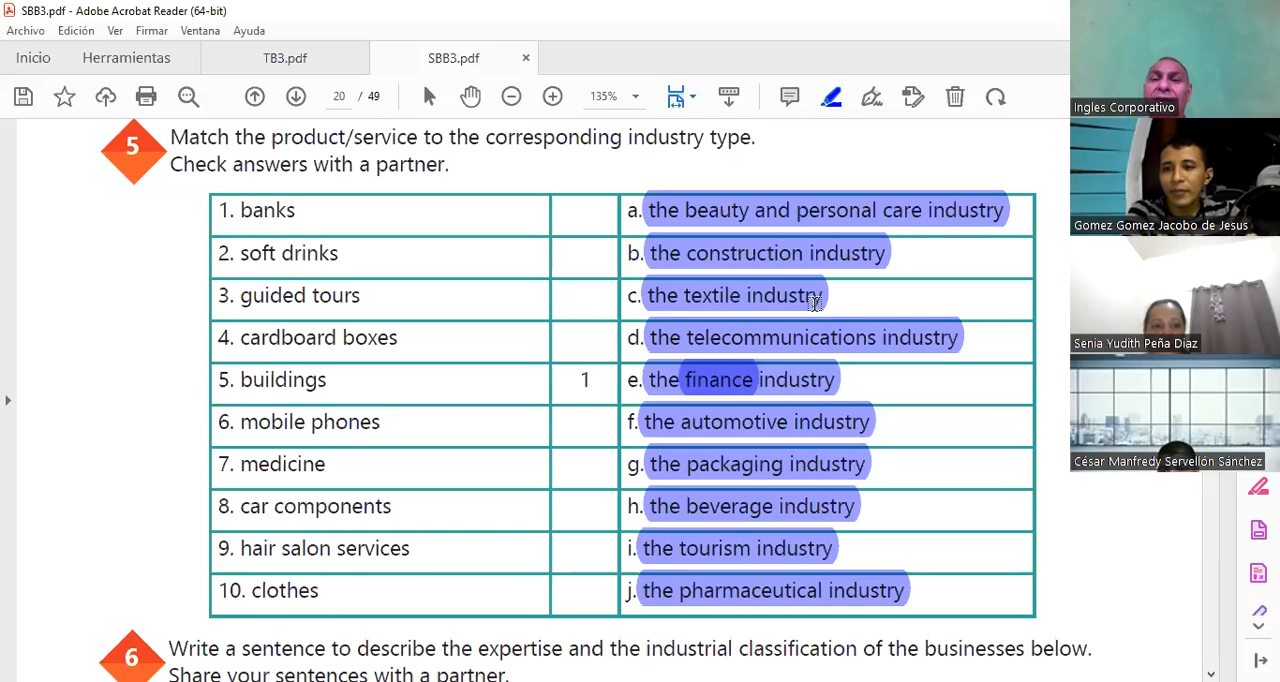 SBB3.pdf - Adobe Acrobat Reader (64-bit)
Archivo Edición Ver Firmar Ventana Ayuda
Inicio Herramientas TB3.pdf SBB3.pdf ×
20 / 49 135%
5 Match the product/service to the corresponding industry type.
Check answers with a partner.
1. banks a. the beauty and personal care industry
2. soft drinks b. the construction industry
3. guided tours c. the textile industry
4. cardboard boxes d. the telecommunications industry
5. buildings 1 e. the finance industry
6. mobile phones f. the automotive industry
7. medicine g. the packaging industry
8. car components h. the beverage industry
9. hair salon services i. the tourism industry
10. clothes j. the pharmaceutical industry
6 Write a sentence to describe the expertise and the industrial classification of the businesses below.
Share your sentences with a partner.
Ingles Corporativo
Gomez Gomez Jacobo de Jesus
Senia Yudith Peña Diaz
César Manfredy Servellón Sánchez